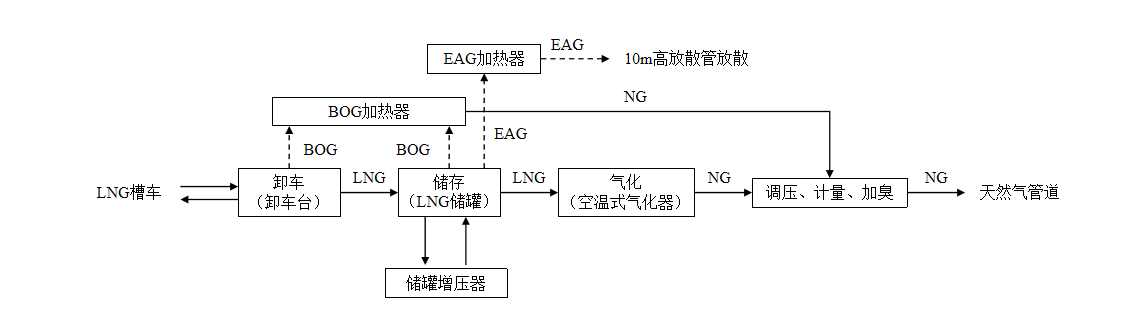 EAG
EAG加热器
10m高放散管放散
NG
BOG加热器
EAG
BOG
BOG
LNG槽车
卸车
（卸车台）
LNG
储存
（LNG储罐）
LNG
气化
（空温式气化器）
NG
调压、计量、加臭
NG
天然气管道
储罐增压器